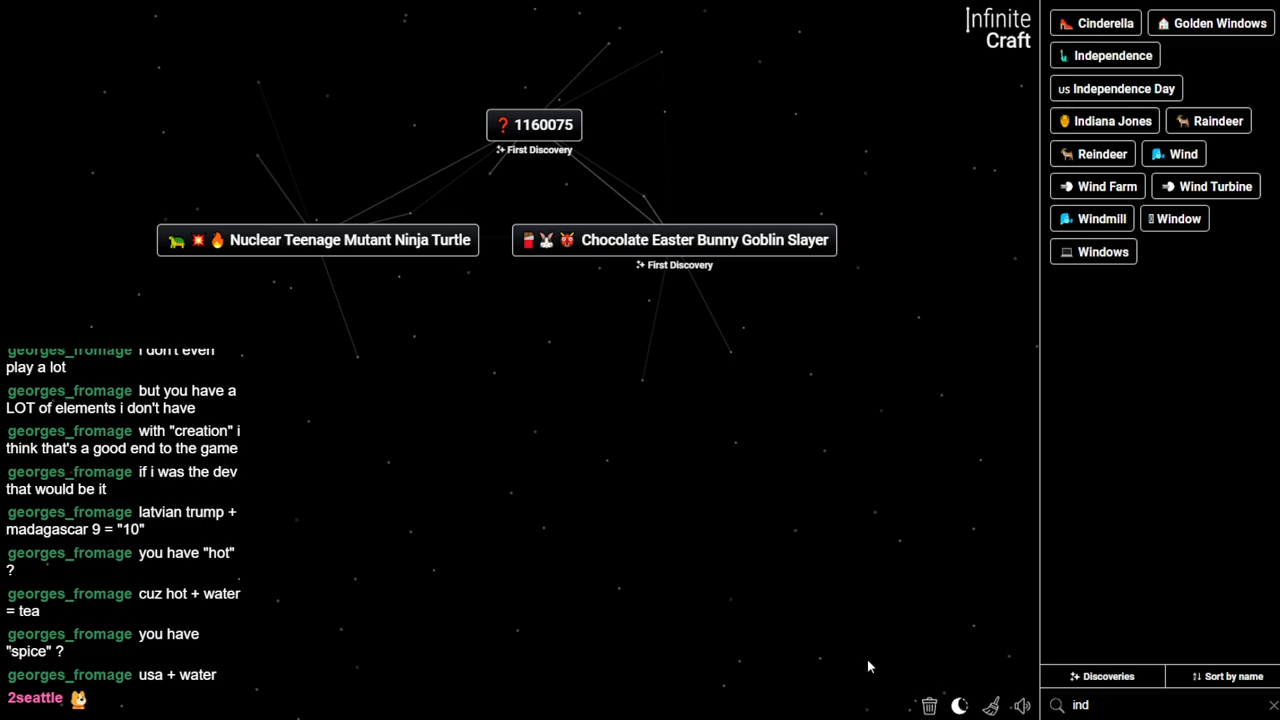 Infinite
Craft
1160075
First Discovery
Nuclear Teenage Mutant Ninja Turtle
Chocolate Easter Bunny Goblin Slayer
First Discovery
georges_fromage i don't even
play a lot
georges_fromage but you have a
LOT of elements i don't have
georges_fromage with "creation" i
think that's a good end to the game
georges_fromage if i was the dev
that would be it
georges_fromage latvian trump +
madagascar 9 = "10"
georges_fromage you have "hot"
?
georges_fromage cuz hot + water
= tea
georges_fromage you have
"spice" ?
georges_fromage usa + water
2seattle
Cinderella
Golden Windows
Independence
US Independence Day
Indiana Jones
Raindeer
Reindeer
Wind
Wind Farm
Wind Turbine
Windmill
Window
Windows
Discoveries
Sort by name
ind